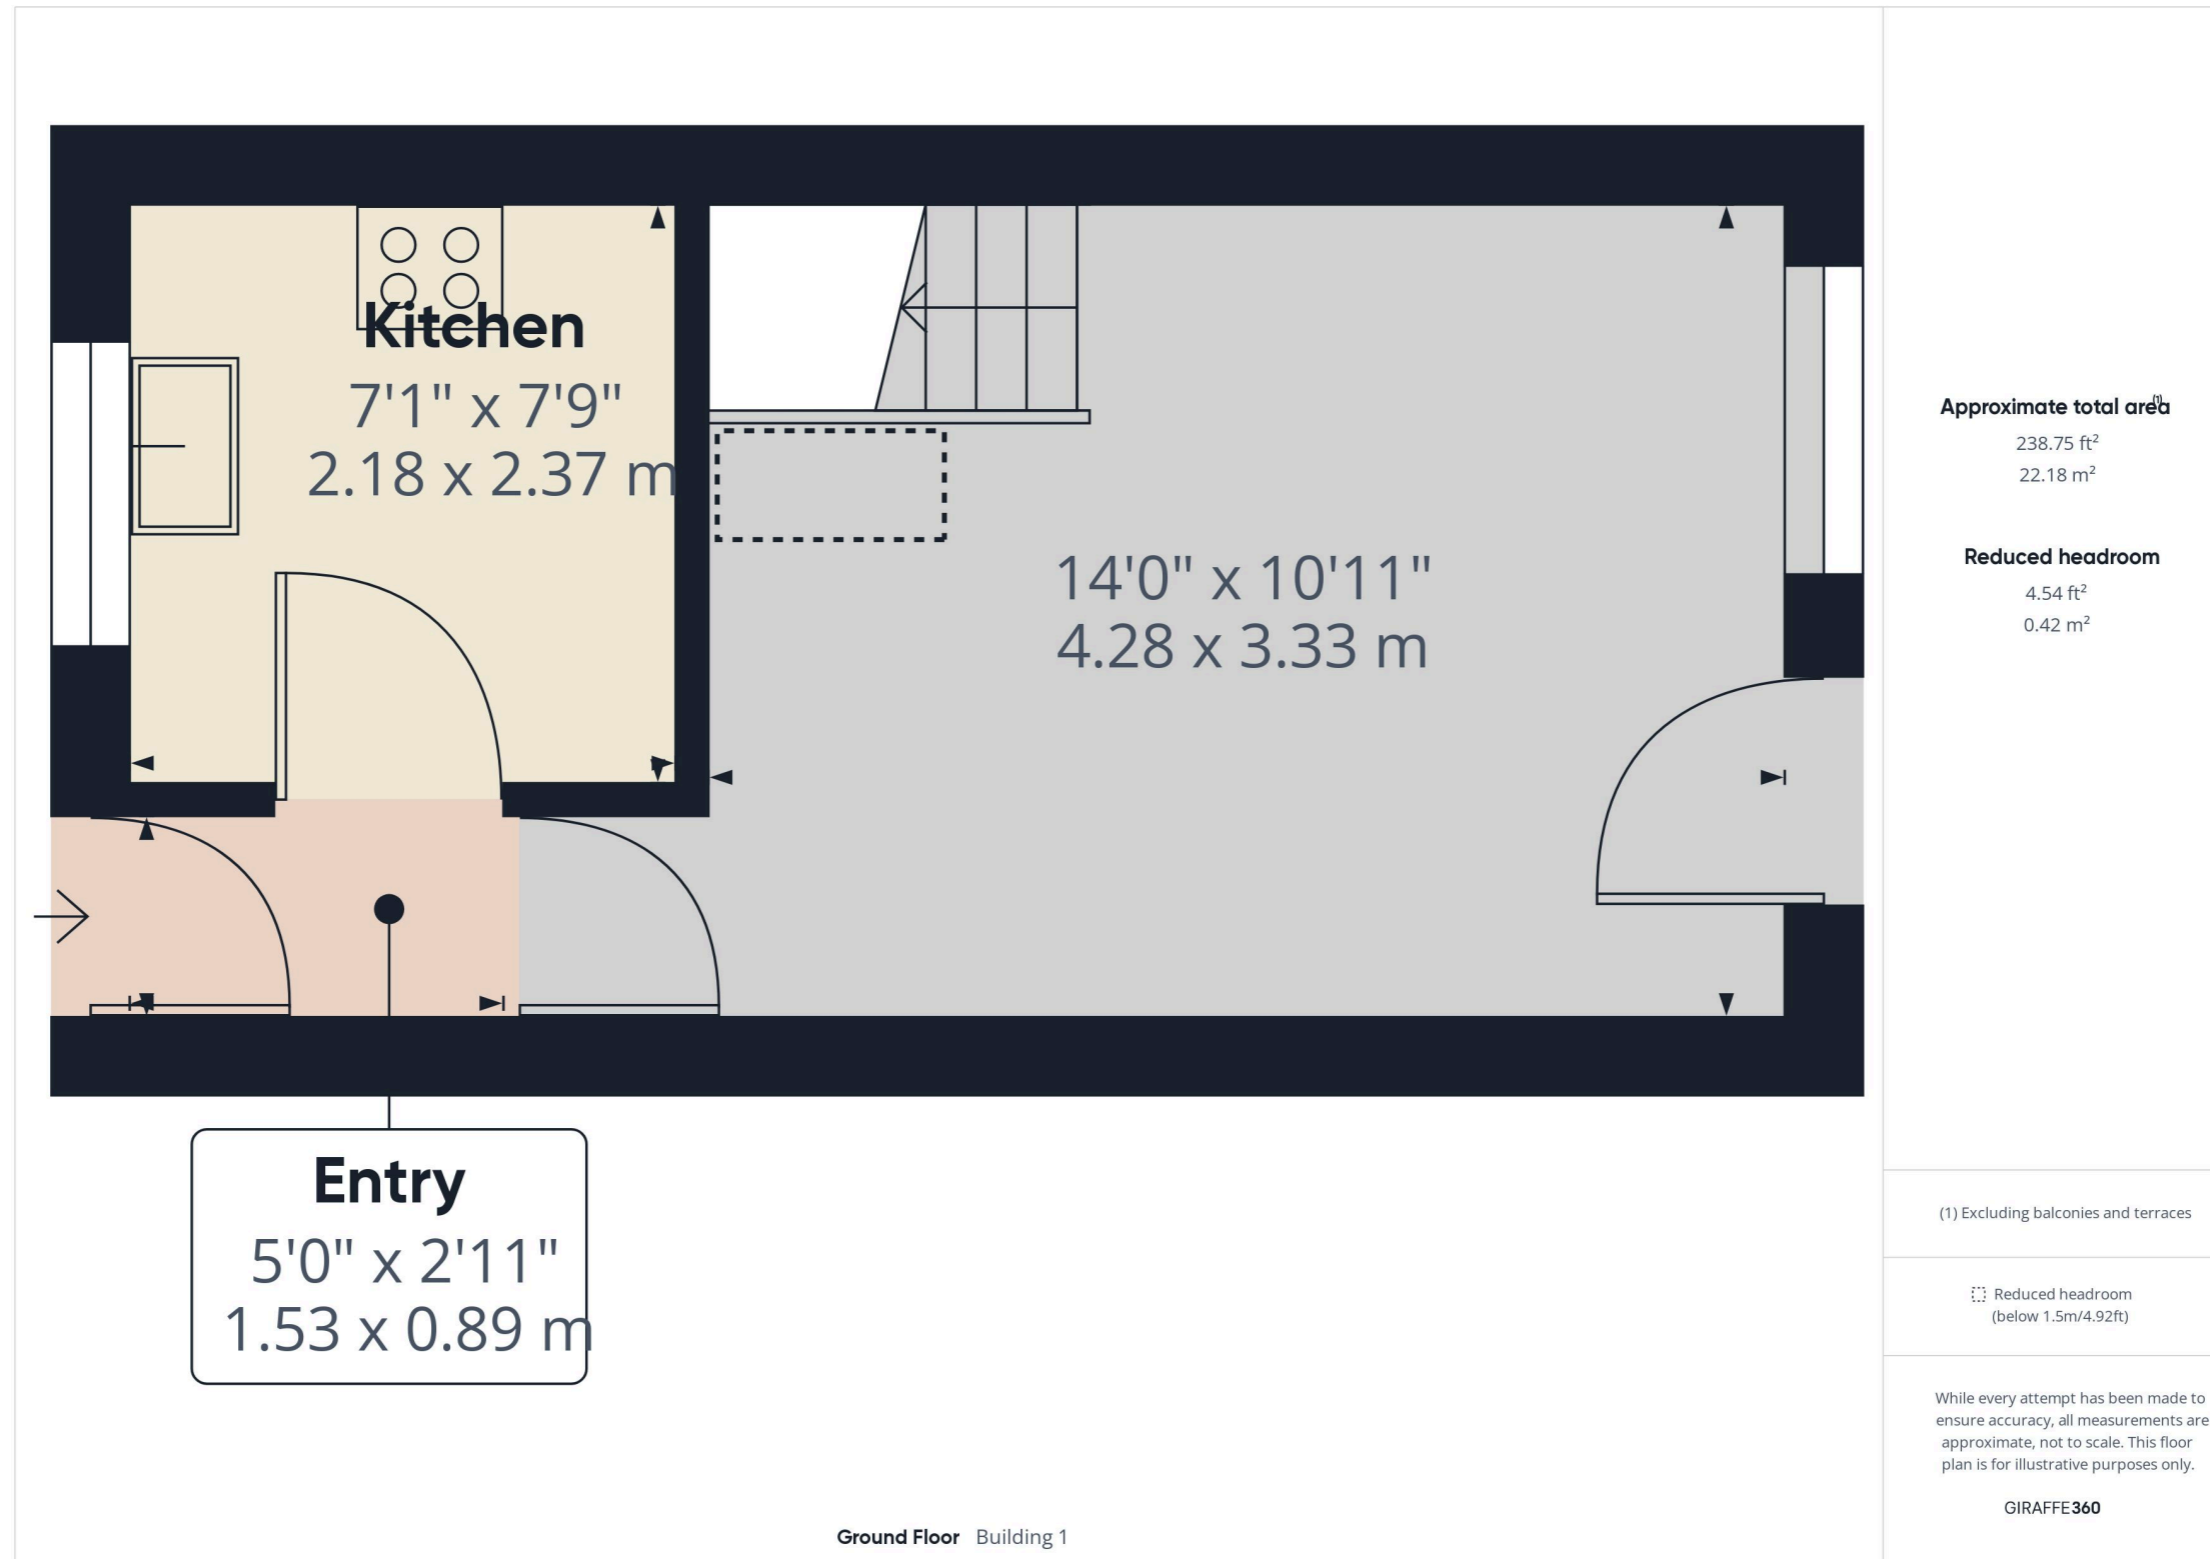 Kitchen
7'1" x 7'9"
2.18 x 2.37 m
14'0" x 10'11"
4.28 x 3.33 m
Entry
5'0" x 2'11"
1.53 x 0.89 m
Ground Floor Building 1
Approximate total area(1)
238.75 ft²
22.18 m²
Reduced headroom
4.54 ft²
0.42 m²
(1) Excluding balconies and terraces
Reduced headroom
(below 1.5m/4.92ft)
While every attempt has been made to
ensure accuracy, all measurements are
approximate, not to scale. This floor
plan is for illustrative purposes only.
GIRAFFE360